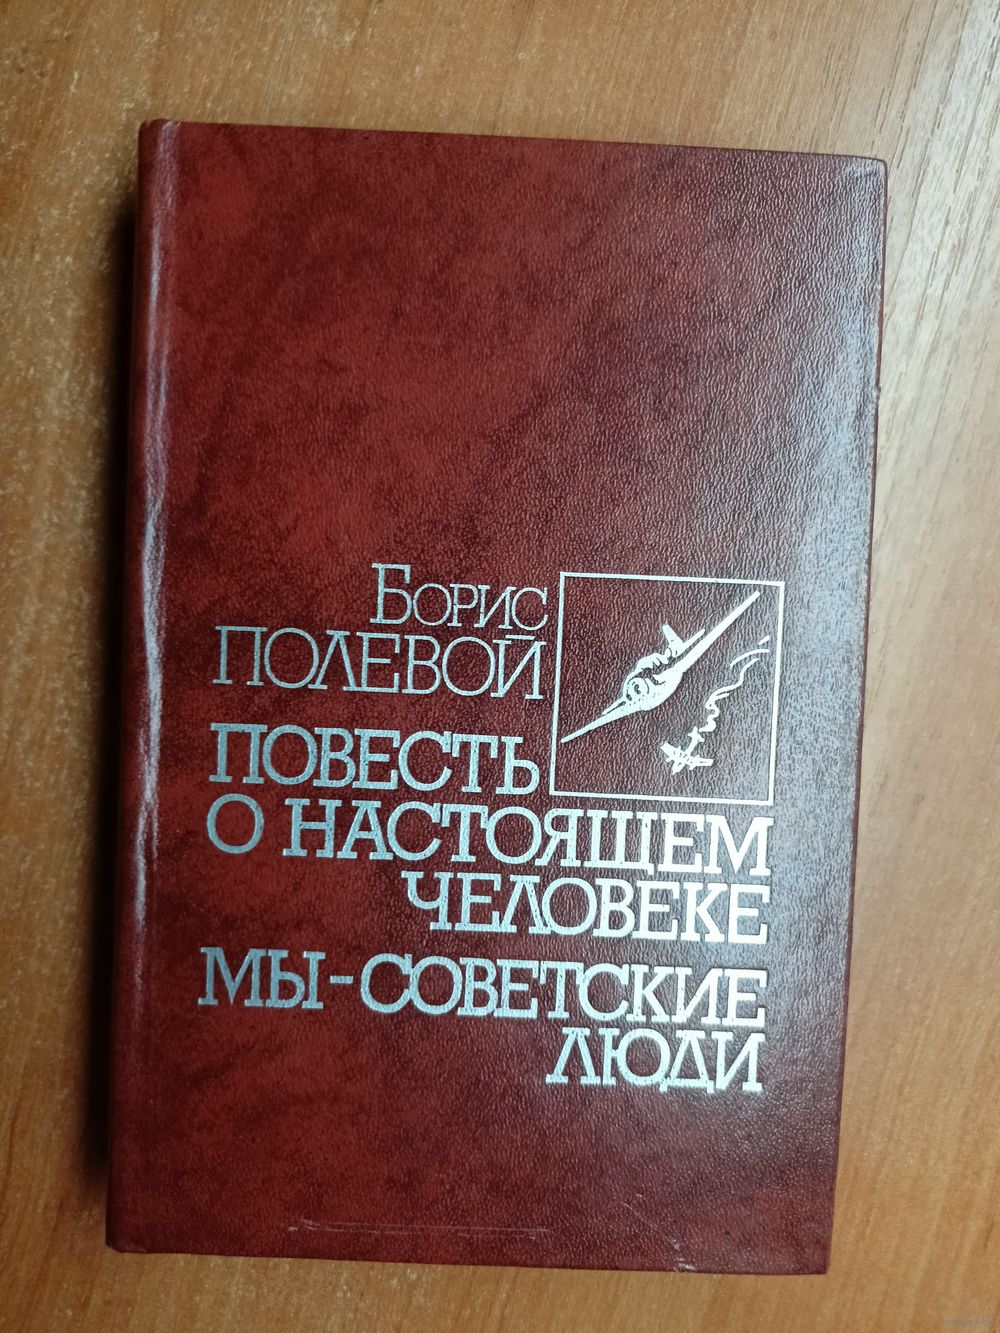 Борис
ПОЛЕВОЙ
ПОВЕСТЬ
О НАСТОЯЩЕМ
ЧЕЛОВЕКЕ
МЫ-СОВЕТСКИЕ
ЛЮДИ